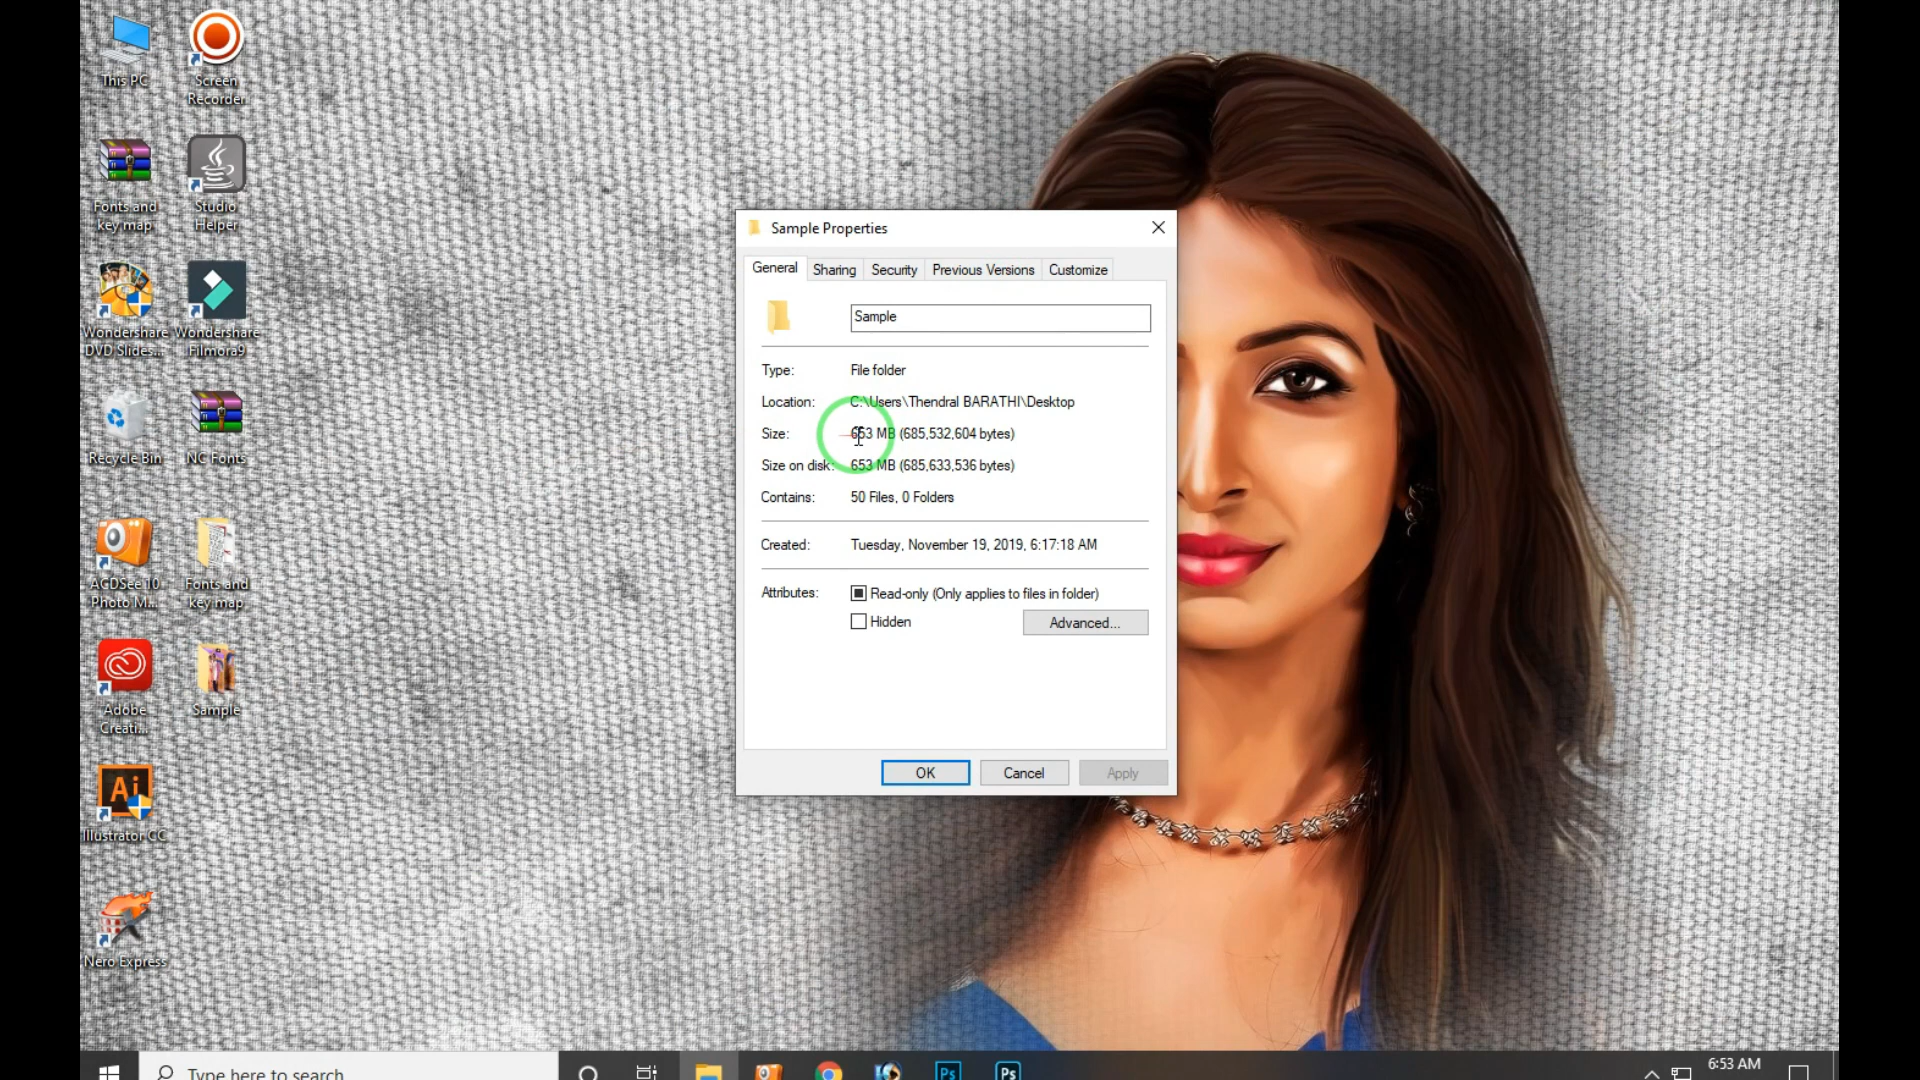 This PC
Screen
Recorder
Fonts and
key map
Studio
Helper
Wondershare
DVD Slides...
Wondershare
Filmora9
Recycle Bin
NC Fonts
ACDSee 10
Photo M...
Fonts and
key map
Adobe
Creati...
Sample
Ai
Illustrator CC
Nero Express
Sample Properties
General
Sharing
Security
Previous Versions
Customize
Sample
Type: File folder
Location: C:\Users\Thendral BARATHI\Desktop
Size: 653 MB (685,532,604 bytes)
Size on disk: 653 MB (685,633,536 bytes)
Contains: 50 Files, 0 Folders
Created: Tuesday, November 19, 2019, 6:17:18 AM
Attributes: Read-only (Only applies to files in folder)
Hidden
Advanced...
OK
Cancel
Apply
Type here to search
Ps
Ps
6:53 AM